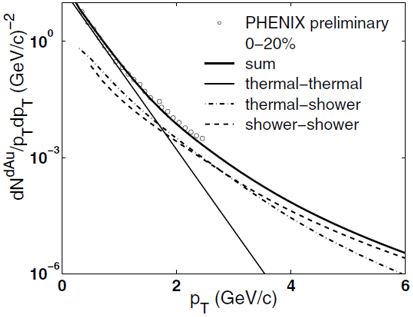 PHENIX preliminary
0–20%
sum
thermal–thermal
thermal–shower
shower–shower
dN^dAu/p_T dp_T (GeV/c)^−2
10^0
10^−3
10^−6
0 2 4 6
p_T (GeV/c)